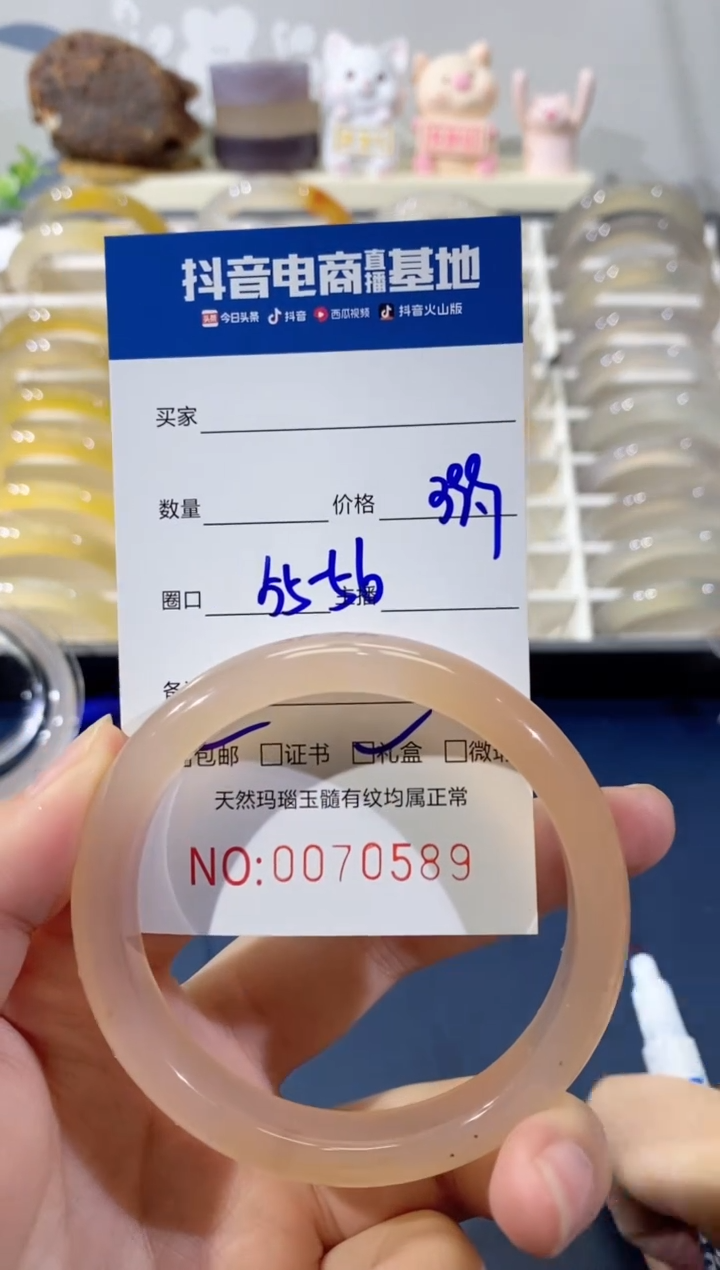 抖音电商直播基地
今日头条 抖音 西瓜视频 抖音火山版
买家
数量 价格
圈口 55-56 主播
包邮 □证书 □礼盒 □微
天然玛瑙玉髓有纹均属正常
NO:0070589